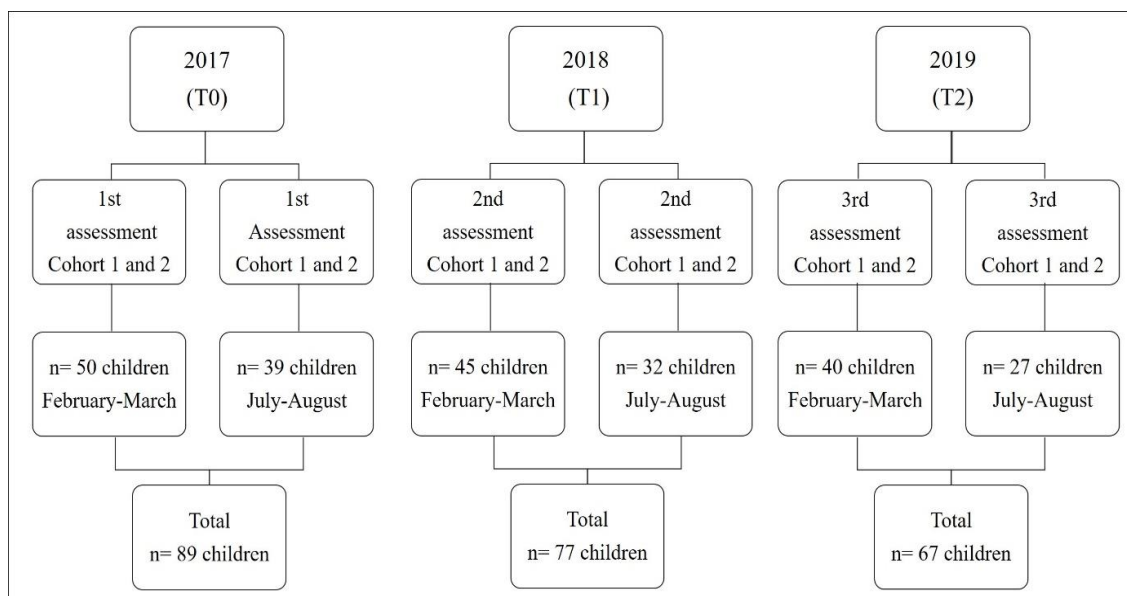 2017
(T0)
2018
(T1)
2019
(T2)
1st
assessment
Cohort 1 and 2
1st
Assessment
Cohort 1 and 2
2nd
assessment
Cohort 1 and 2
2nd
assessment
Cohort 1 and 2
3rd
assessment
Cohort 1 and 2
3rd
assessment
Cohort 1 and 2
n= 50 children
February-March
n= 39 children
July-August
n= 45 children
February-March
n= 32 children
July-August
n= 40 children
February-March
n= 27 children
July-August
Total
n= 89 children
Total
n= 77 children
Total
n= 67 children